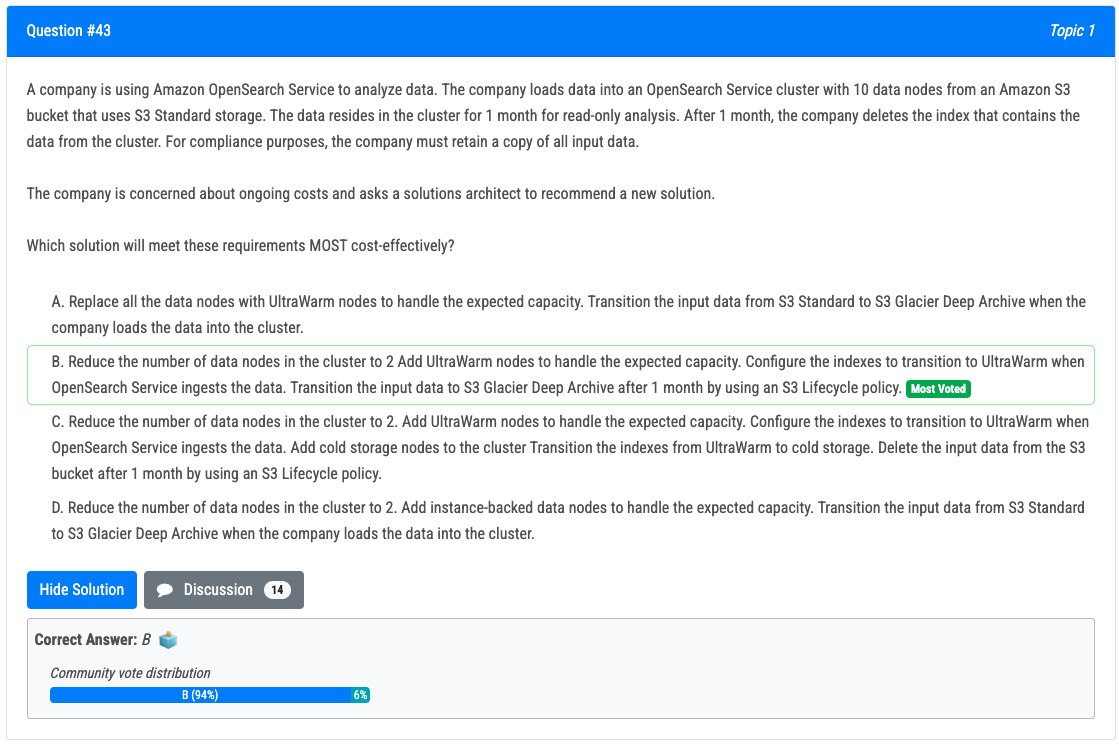 Question #43
Topic 1
A company is using Amazon OpenSearch Service to analyze data. The company loads data into an OpenSearch Service cluster with 10 data nodes from an Amazon S3
bucket that uses S3 Standard storage. The data resides in the cluster for 1 month for read-only analysis. After 1 month, the company deletes the index that contains the
data from the cluster. For compliance purposes, the company must retain a copy of all input data.
The company is concerned about ongoing costs and asks a solutions architect to recommend a new solution.
Which solution will meet these requirements MOST cost-effectively?
A. Replace all the data nodes with UltraWarm nodes to handle the expected capacity. Transition the input data from S3 Standard to S3 Glacier Deep Archive when the
company loads the data into the cluster.
B. Reduce the number of data nodes in the cluster to 2 Add UltraWarm nodes to handle the expected capacity. Configure the indexes to transition to UltraWarm when
OpenSearch Service ingests the data. Transition the input data to S3 Glacier Deep Archive after 1 month by using an S3 Lifecycle policy. Most Voted
C. Reduce the number of data nodes in the cluster to 2. Add UltraWarm nodes to handle the expected capacity. Configure the indexes to transition to UltraWarm when
OpenSearch Service ingests the data. Add cold storage nodes to the cluster Transition the indexes from UltraWarm to cold storage. Delete the input data from the S3
bucket after 1 month by using an S3 Lifecycle policy.
D. Reduce the number of data nodes in the cluster to 2. Add instance-backed data nodes to handle the expected capacity. Transition the input data from S3 Standard
to S3 Glacier Deep Archive when the company loads the data into the cluster.
Hide Solution
Discussion 14
Correct Answer: B
Community vote distribution
B (94%) 6%